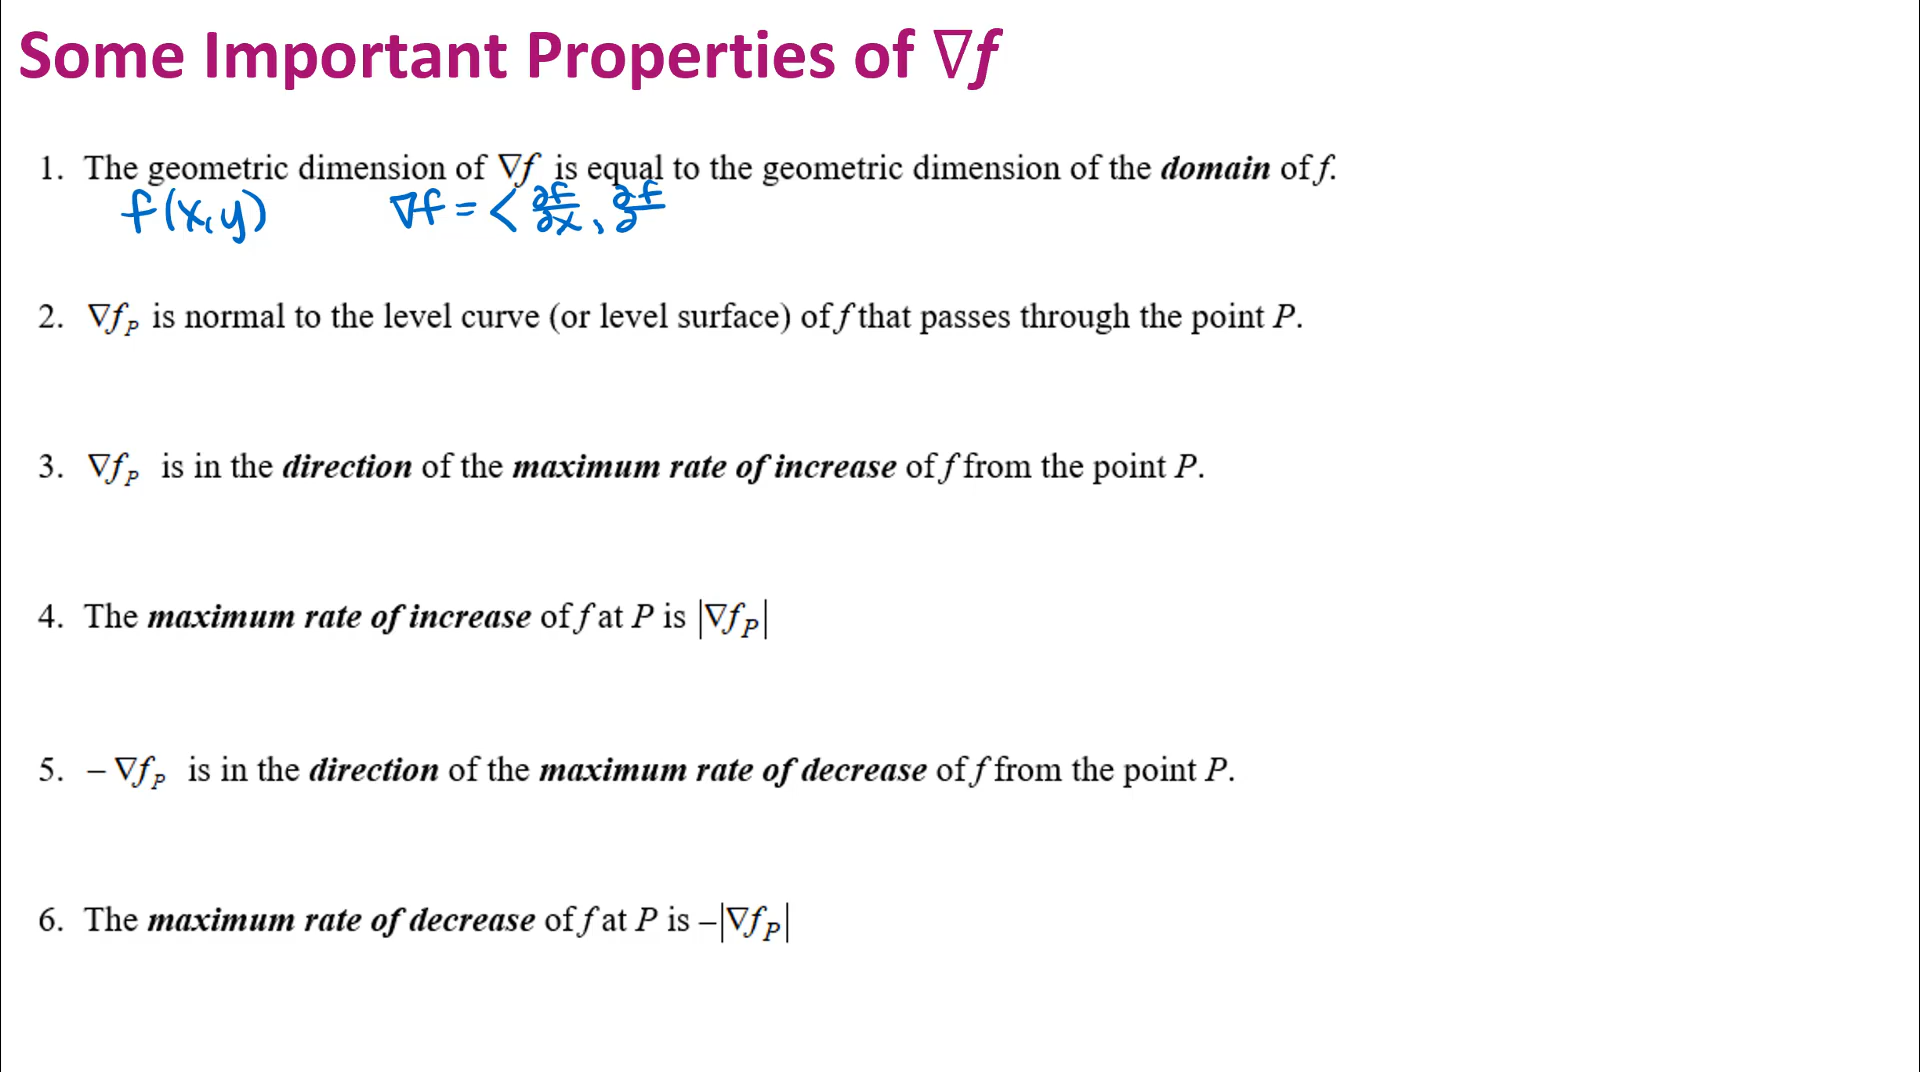 Some Important Properties of ∇f
1. The geometric dimension of ∇f is equal to the geometric dimension of the domain of f.
f(x,y) ∇f = < ∂f/∂x, ∂f/∂
2. ∇f_P is normal to the level curve (or level surface) of f that passes through the point P.
3. ∇f_P is in the direction of the maximum rate of increase of f from the point P.
4. The maximum rate of increase of f at P is |∇f_P|
5. – ∇f_P is in the direction of the maximum rate of decrease of f from the point P.
6. The maximum rate of decrease of f at P is –|∇f_P|